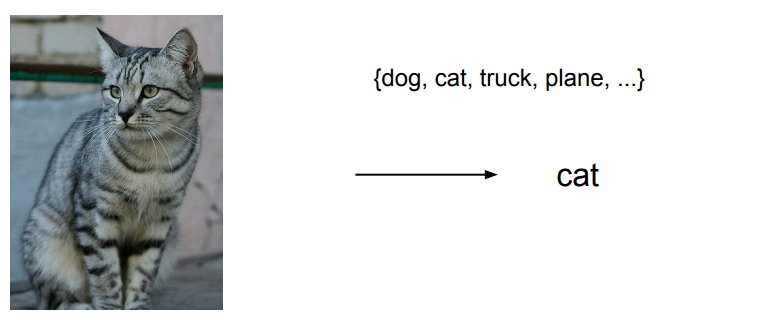 {dog, cat, truck, plane, ...}
cat